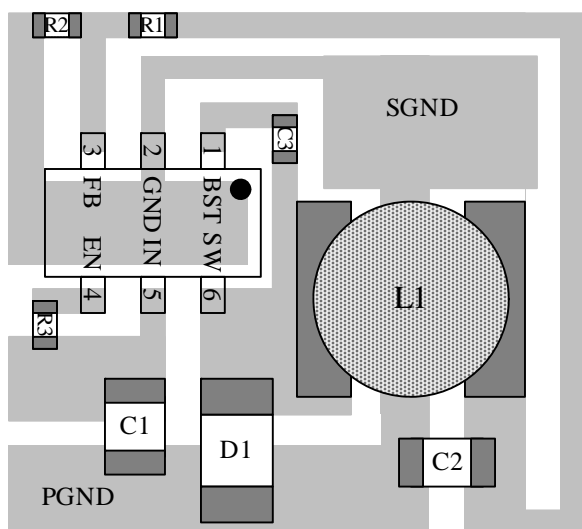 R2
R1
SGND
C3
3
2
1
FB
GND
BST
EN
IN
SW
4
5
6
R3
L1
C1
D1
C2
PGND